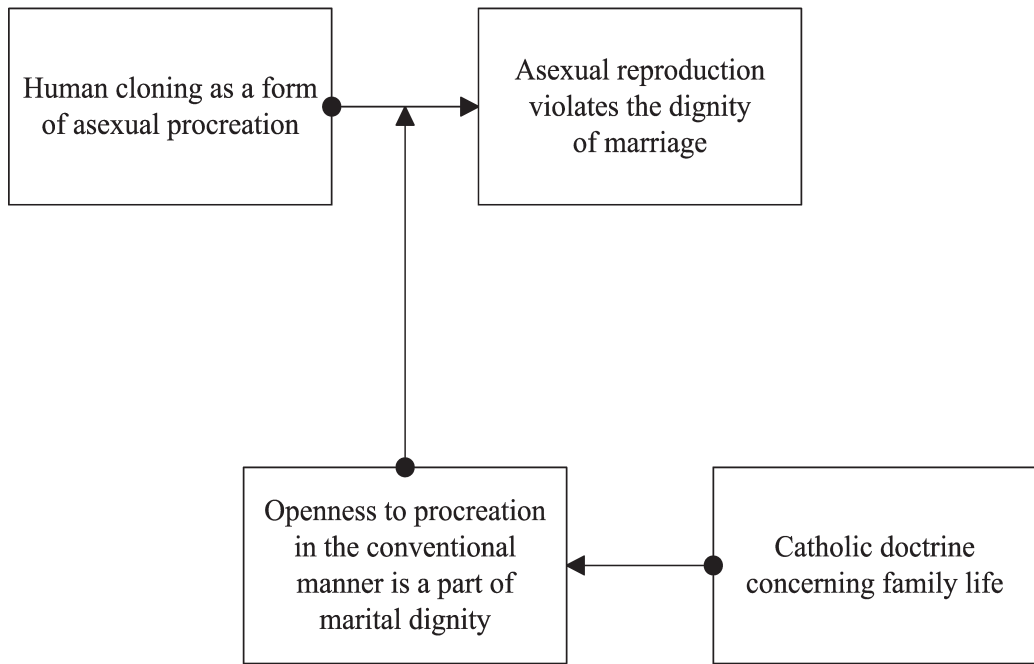 Human cloning as a form
of asexual procreation
Asexual reproduction
violates the dignity
of marriage
Openness to procreation
in the conventional
manner is a part of
marital dignity
Catholic doctrine
concerning family life